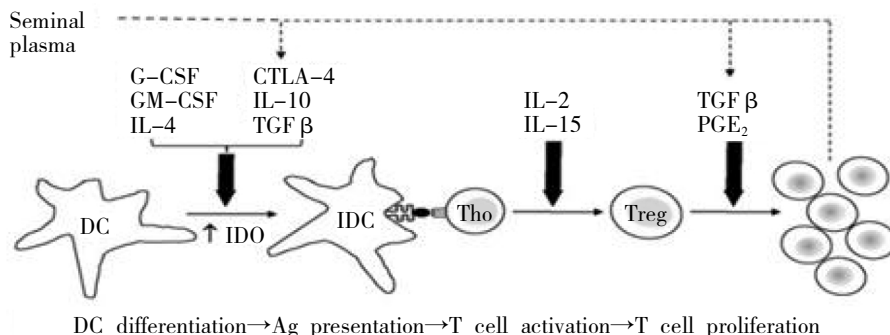 Seminal
plasma
G-CSF
GM-CSF
IL-4
CTLA-4
IL-10
TGF β
IL-2
IL-15
TGF β
PGE₂
DC
↑ IDO
IDC
Tho
Treg
DC differentiation→Ag presentation→T cell activation→T cell proliferation